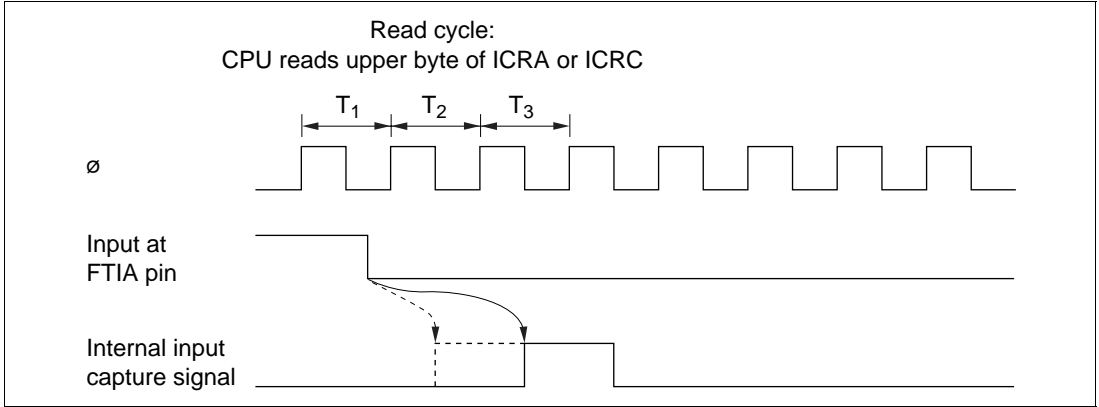 Read cycle:
CPU reads upper byte of ICRA or ICRC
T₁ T₂ T₃
ø
Input at
FTIA pin
Internal input
capture signal